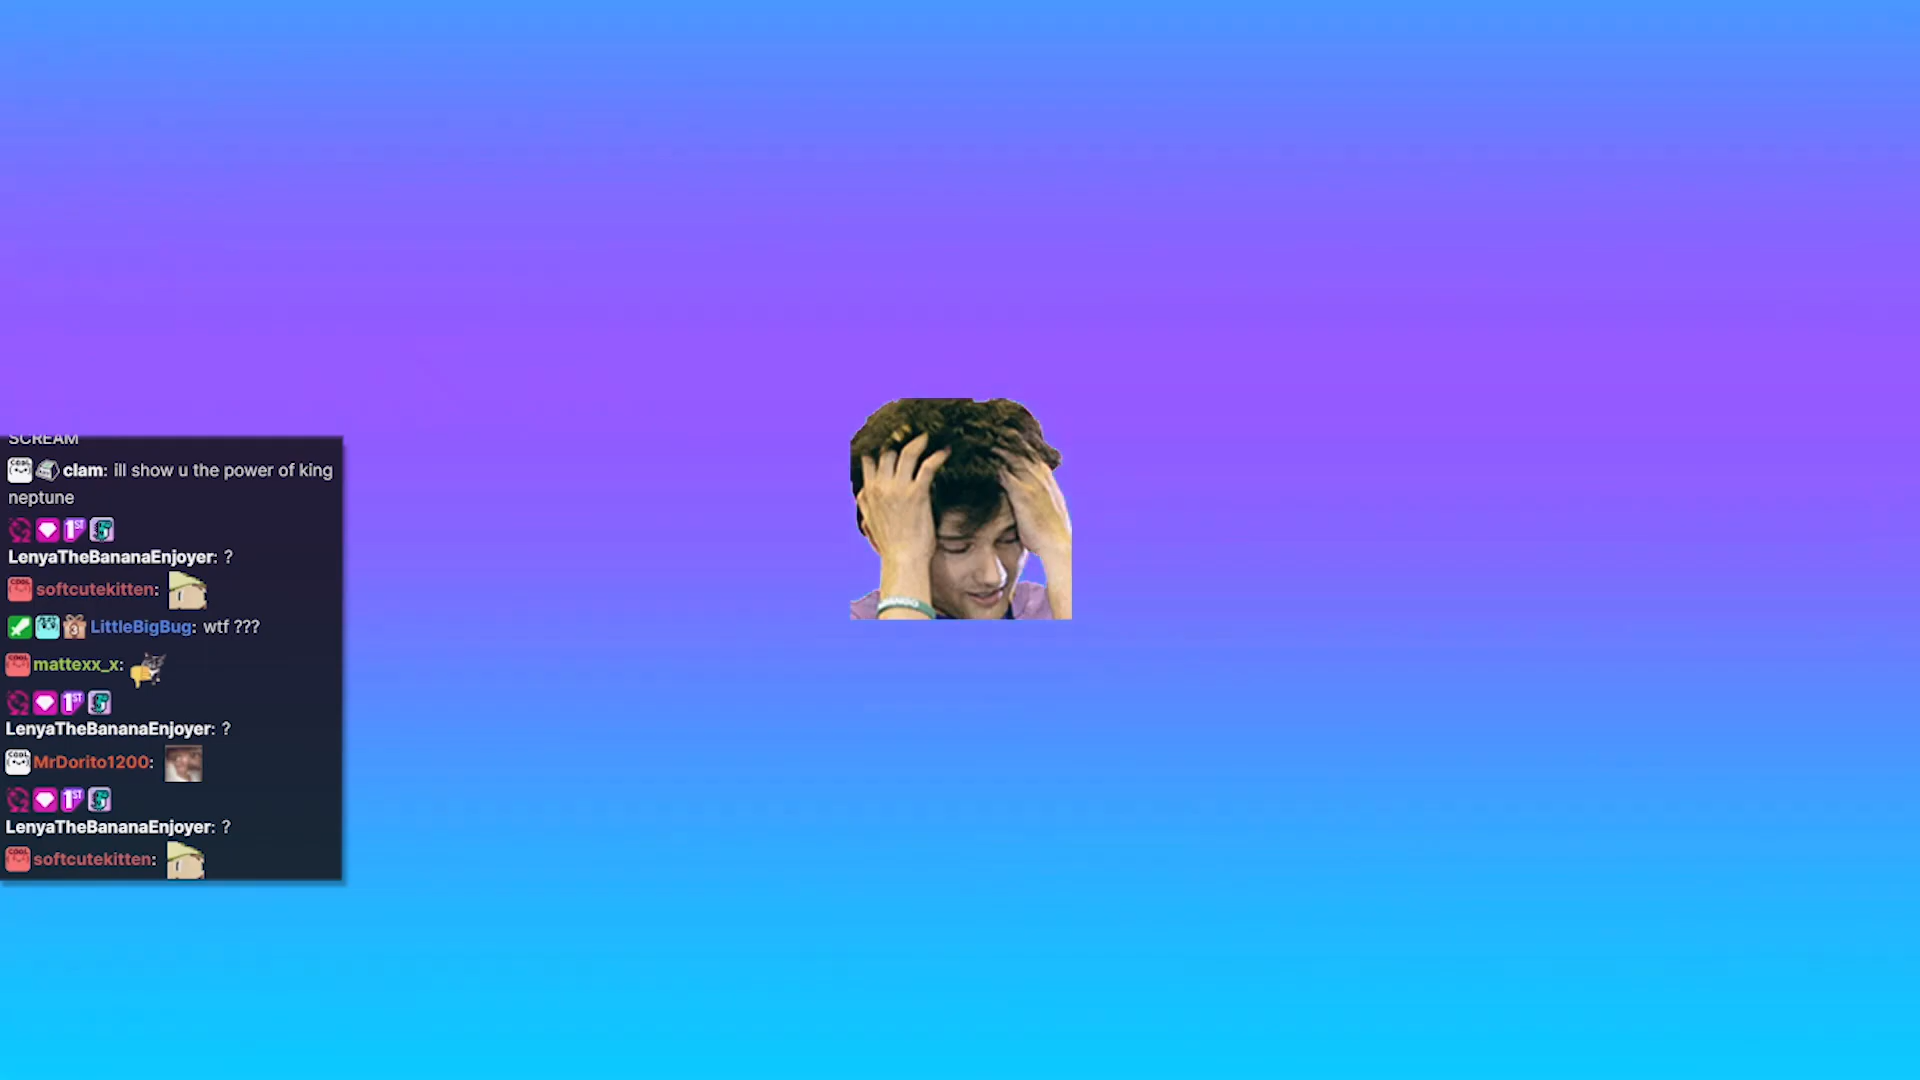 SCREAM
clam: ill show u the power of king
neptune
LenyaTheBananaEnjoyer: ?
softcutekitten:
LittleBigBug: wtf ???
mattexx_x:
LenyaTheBananaEnjoyer: ?
MrDorito1200:
LenyaTheBananaEnjoyer: ?
softcutekitten: